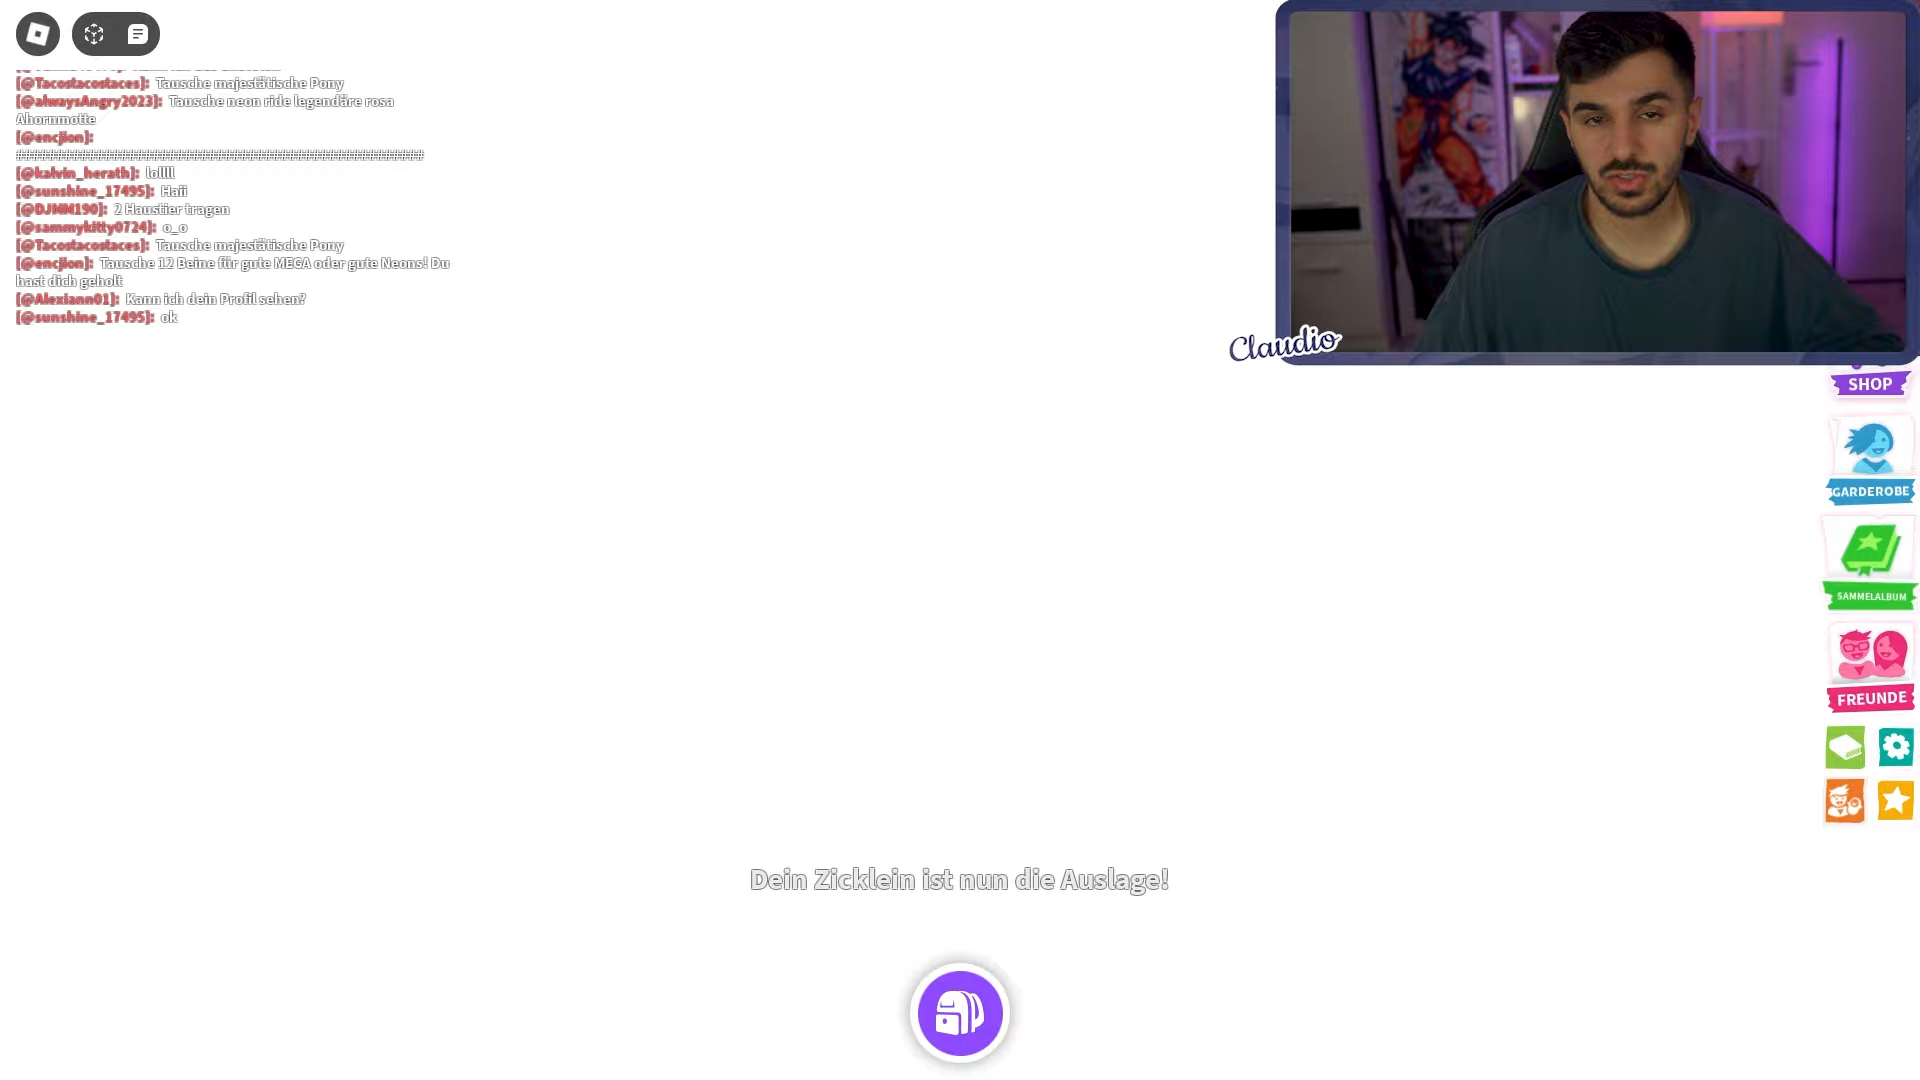 [@Tacostacostaces]: Tausche majestätische Pony
[@alwaysAngry2023]: Tausche neon ride legendäre rosa
Ahornmotte
[@encjion]:
[@kalvin_herath]: lollll
[@sunshine_17495]: Haii
[@DJMM190]: 2 Haustier tragen
[@sammykitty0724]: o_o
[@Tacostacostaces]: Tausche majestätische Pony
[@encjion]: Tausche 12 Beine für gute MEGA oder gute Neons! Du
hast dich geholt
[@Alexiann01]: Kann ich dein Profil sehen?
[@sunshine_17495]: ok
Claudio
SHOP
GARDEROBE
SAMMELALBUM
FREUNDE
Dein Zicklein ist nun die Auslage!